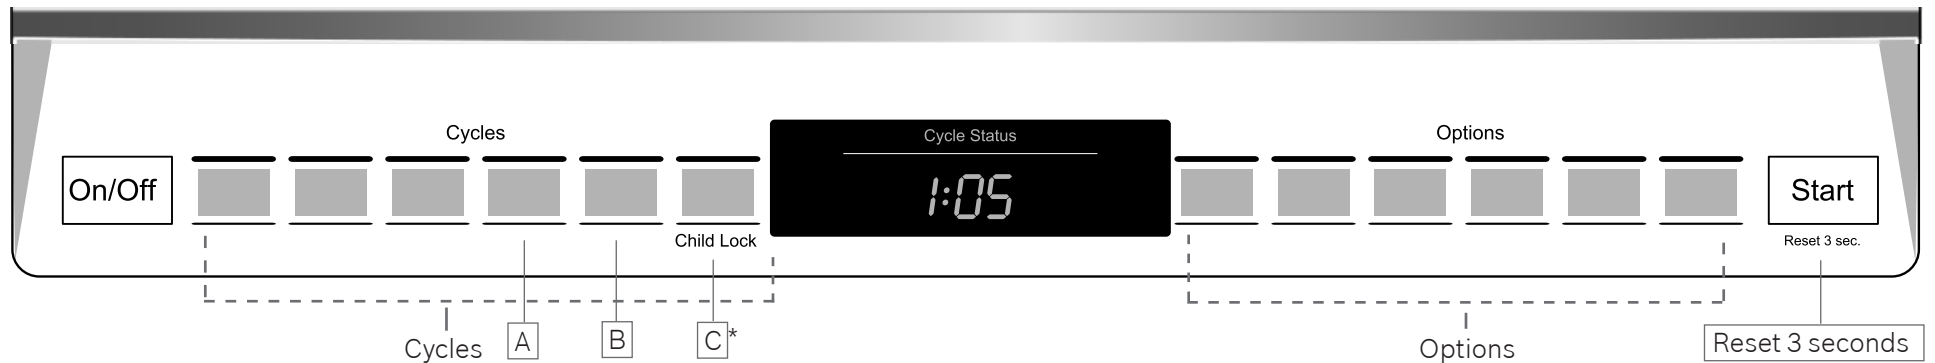 Cycle Status
Cycles
Options
On/Off
1:05
Start
Child Lock
Reset 3 sec.
Cycles
A
B
C*
Options
Reset 3 seconds